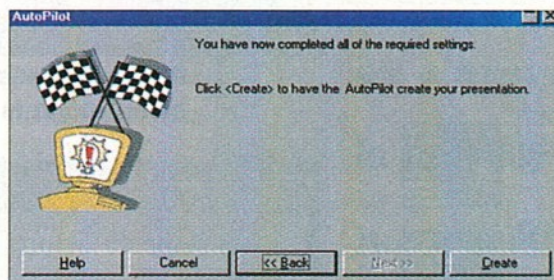 AutoPilot
You have now completed all of the required settings.
Click <Create> to have the AutoPilot create your presentation.
Help
Cancel
<< Back
Next >>
Create